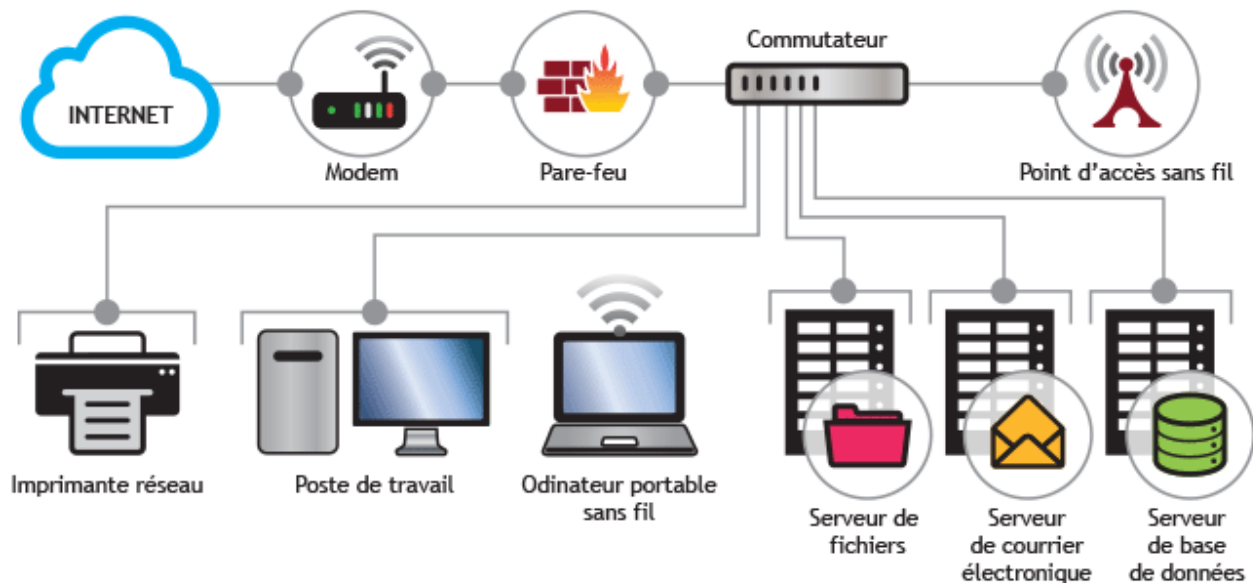 INTERNET
Modem
Pare-feu
Commutateur
Point d'accès sans fil
Imprimante réseau
Poste de travail
Odinateur portable
sans fil
Serveur de
fichiers
Serveur
de courrier
électronique
Serveur
de base
de données